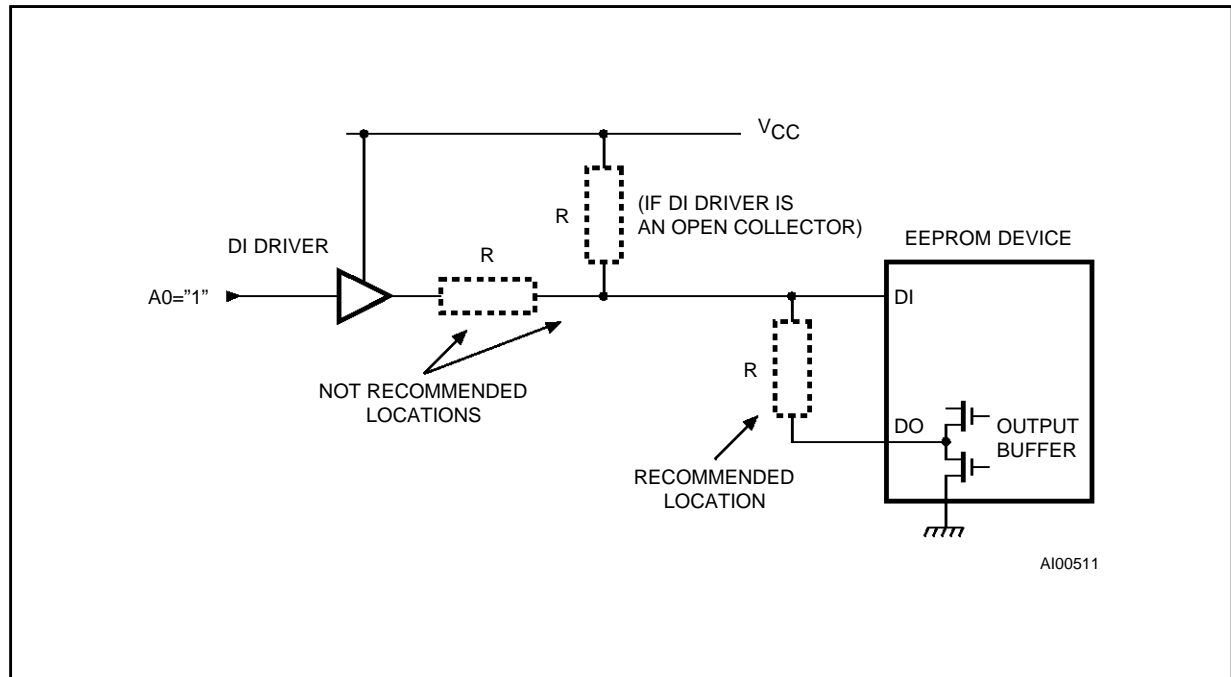 VCC
R
(IF DI DRIVER IS
AN OPEN COLLECTOR)
DI DRIVER
R
EEPROM DEVICE
A0=”1”
DI
NOT RECOMMENDED
LOCATIONS
R
DO
OUTPUT
BUFFER
RECOMMENDED
LOCATION
AI00511